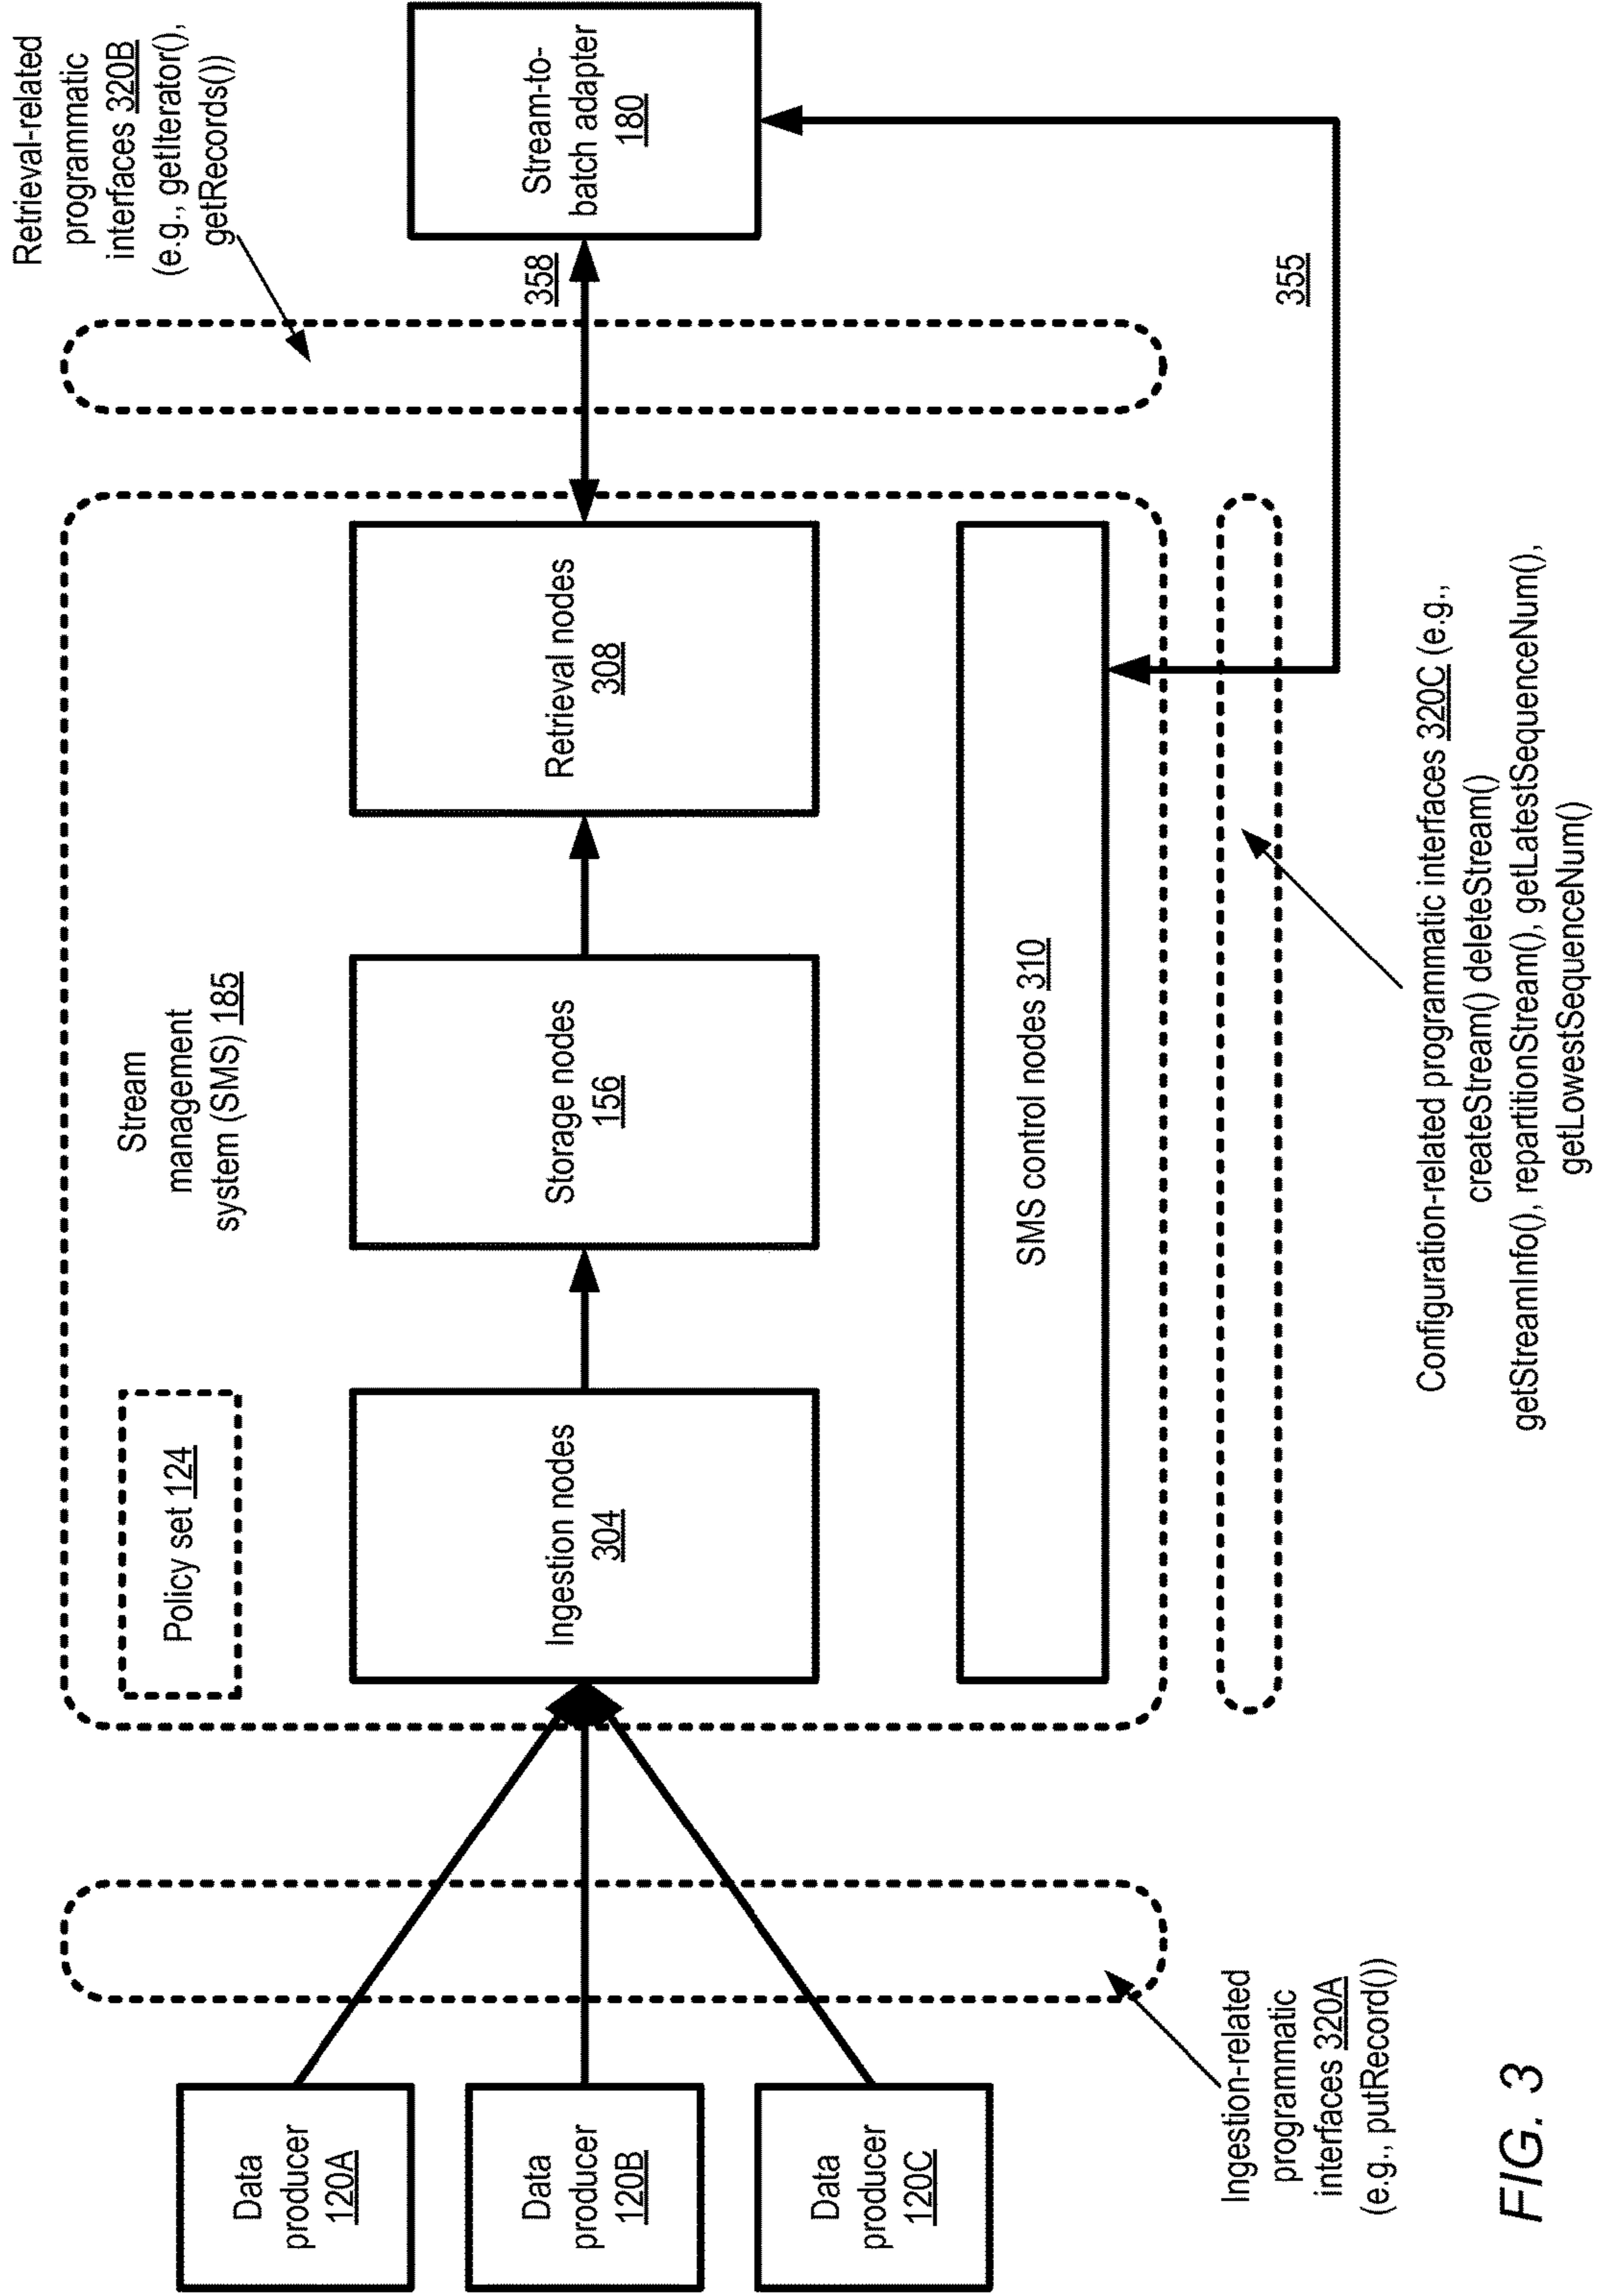 Data
producer
120A
Data
producer
120B
Data
producer
120C
Ingestion-related
programmatic
interfaces 320A
(e.g., putRecord())
Policy set 124
Stream
management
system (SMS) 185
Ingestion nodes
304
Storage nodes
156
Retrieval nodes
308
SMS control nodes 310
Configuration-related programmatic interfaces 320C (e.g.,
createStream() deleteStream()
getStreamInfo(), repartitionStream(), getLatestSequenceNum(),
getLowestSequenceNum()
Retrieval-related
programmatic
interfaces 320B
(e.g., getIterator(),
getRecords())
358
Stream-to-
batch adapter
180
355
FIG. 3